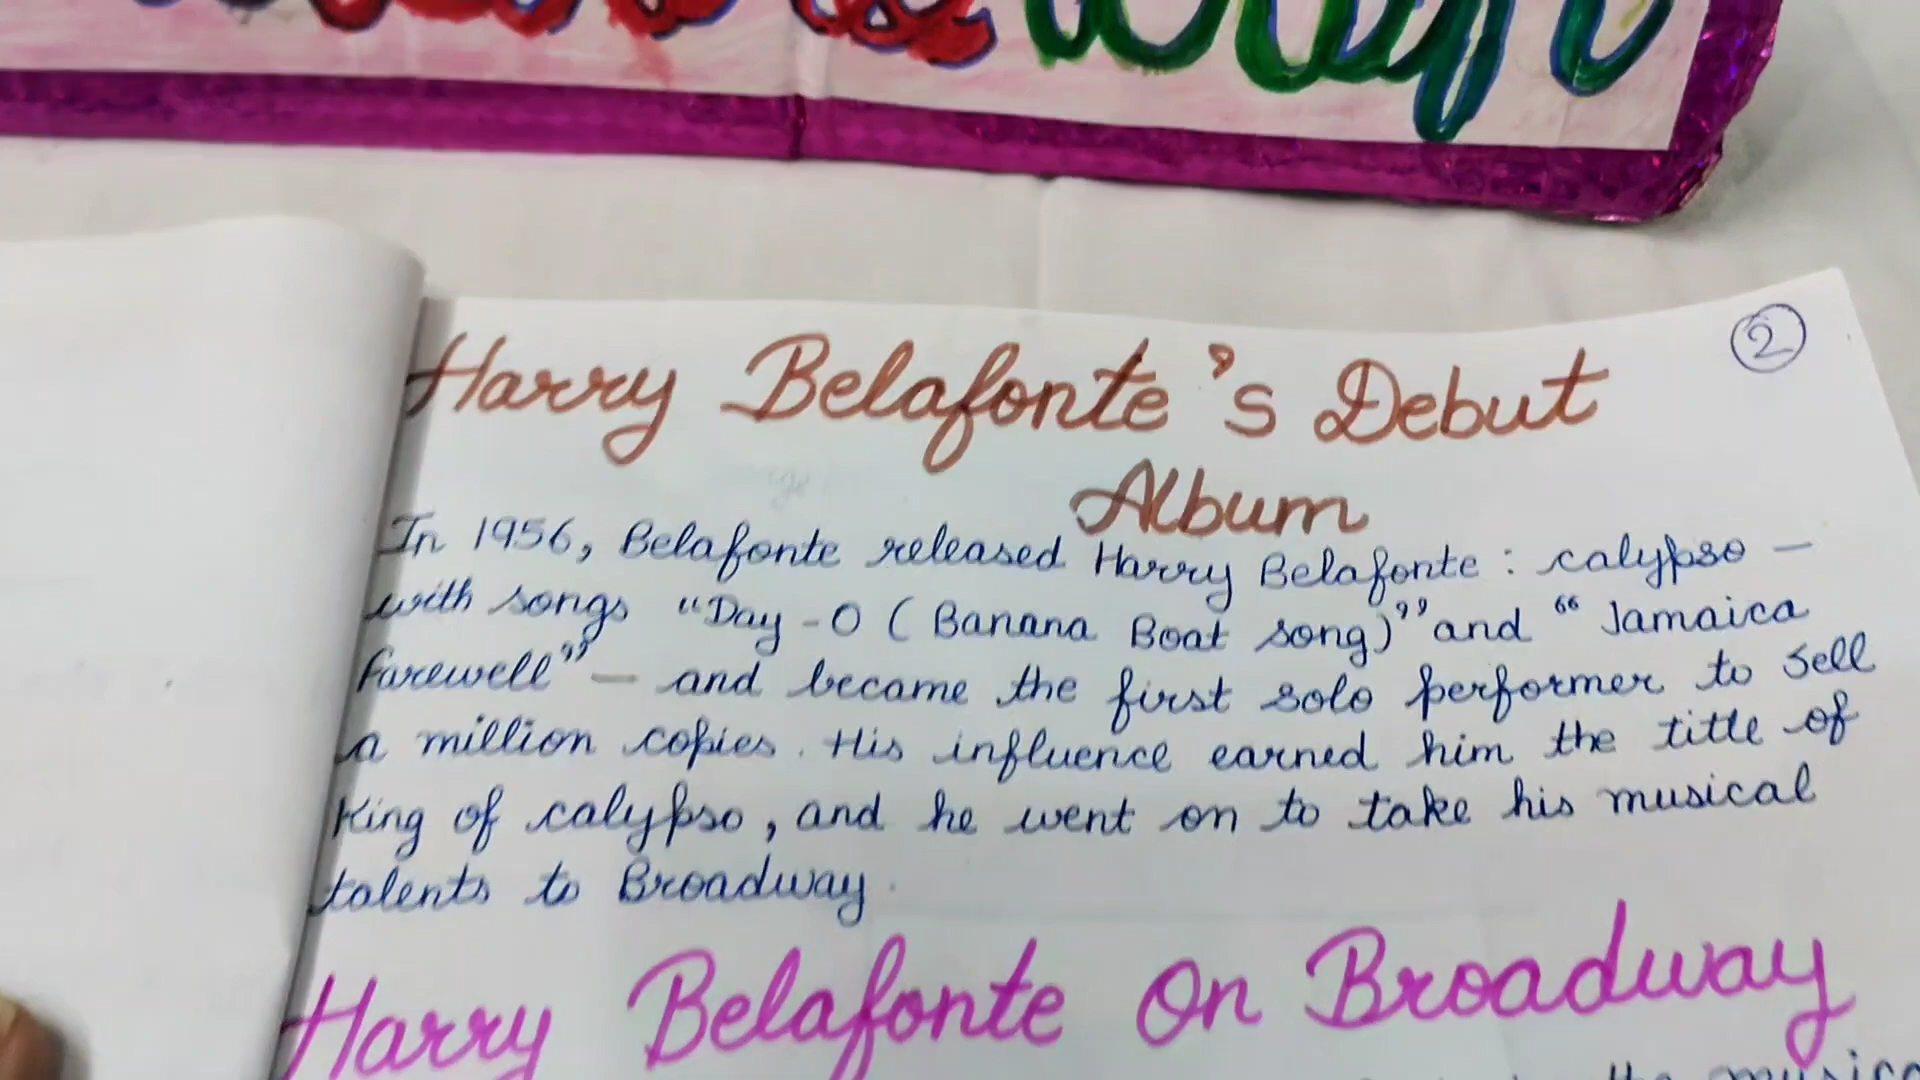 2
Harry Belafonte's Debut
Album
In 1956, Belafonte released Harry Belafonte : calypso —
with songs "Day-O (Banana Boat song)" and "Jamaica
Farewell" — and became the first solo performer to sell
a million copies. His influence earned him the title of
King of calypso, and he went on to take his musical
talents to Broadway.
Harry Belafonte On Broadway